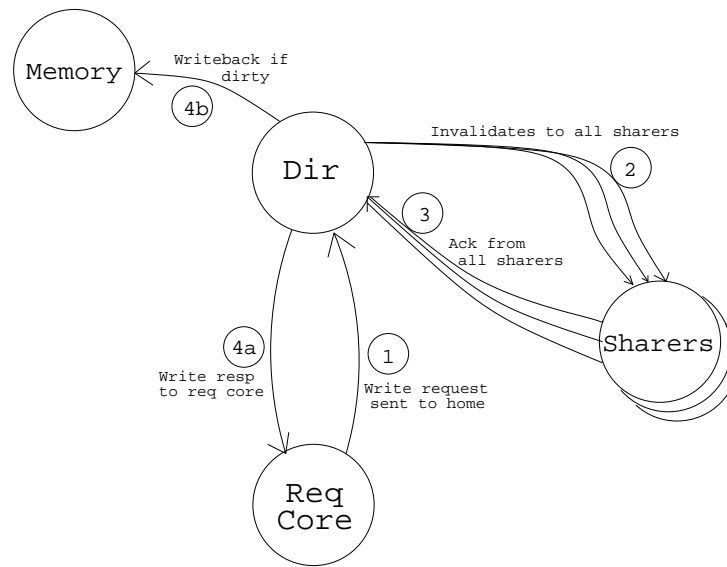 Writeback if
dirty
Memory
4b
Invalidates to all sharers
2
Dir
3
Ack from
all sharers
Sharers
4a
1
Write resp
to req core
Write request
sent to home
Req
Core